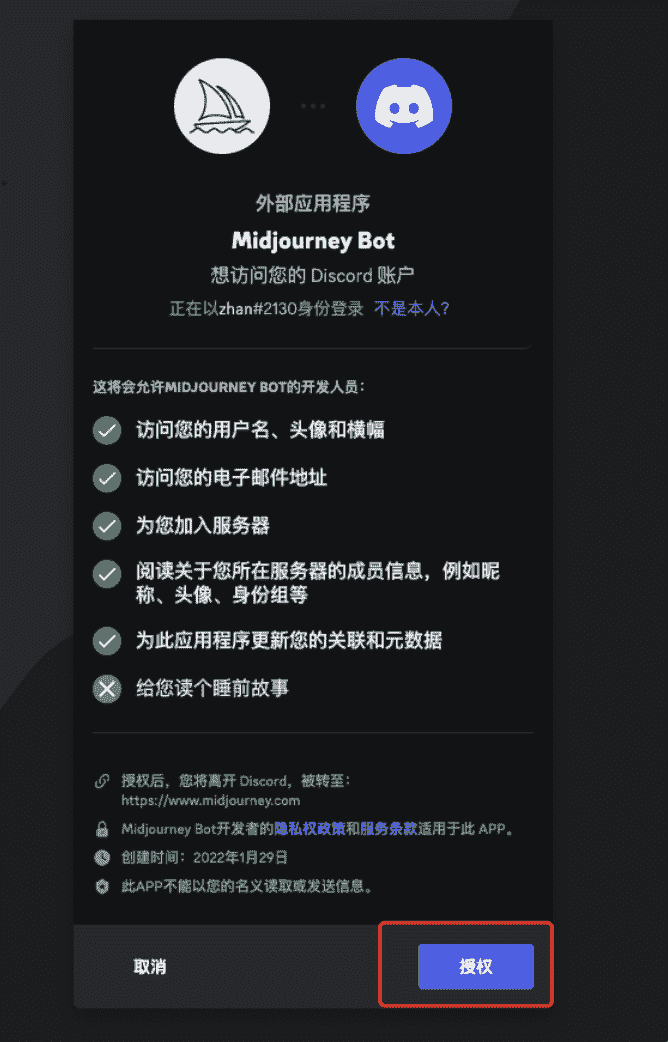 外部应用程序
Midjourney Bot
想访问您的 Discord 账户
正在以zhan#2130身份登录 不是本人?
这将会允许MIDJOURNEY BOT的开发人员：
访问您的用户名、头像和横幅
访问您的电子邮件地址
为您加入服务器
阅读关于您所在服务器的成员信息，例如昵
称、头像、身份组等
为此应用程序更新您的关联和元数据
给您读个睡前故事
授权后，您将离开 Discord，被转至：
https://www.midjourney.com
Midjourney Bot开发者的隐私权政策和服务条款适用于此 APP。
创建时间：2022年1月29日
此APP不能以您的名义读取或发送信息。
取消 授权